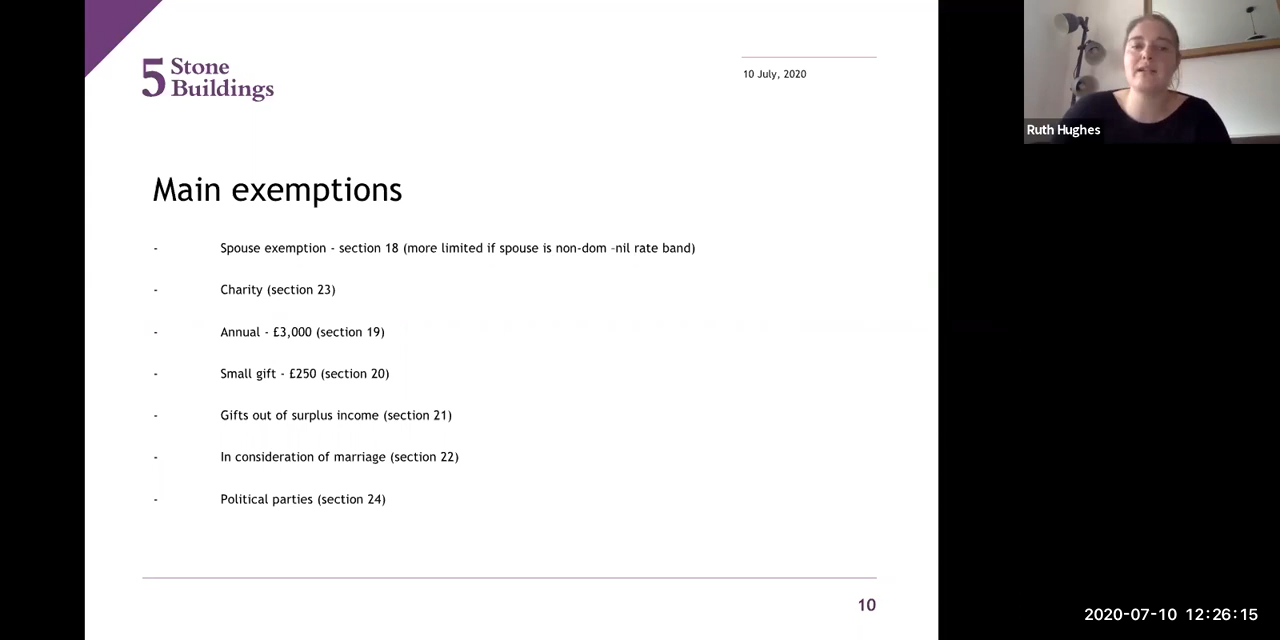 5 Stone
Buildings
10 July, 2020
Ruth Hughes
Main exemptions
- Spouse exemption - section 18 (more limited if spouse is non-dom -nil rate band)
- Charity (section 23)
- Annual - £3,000 (section 19)
- Small gift - £250 (section 20)
- Gifts out of surplus income (section 21)
- In consideration of marriage (section 22)
- Political parties (section 24)
10
2020-07-10 12:26:15